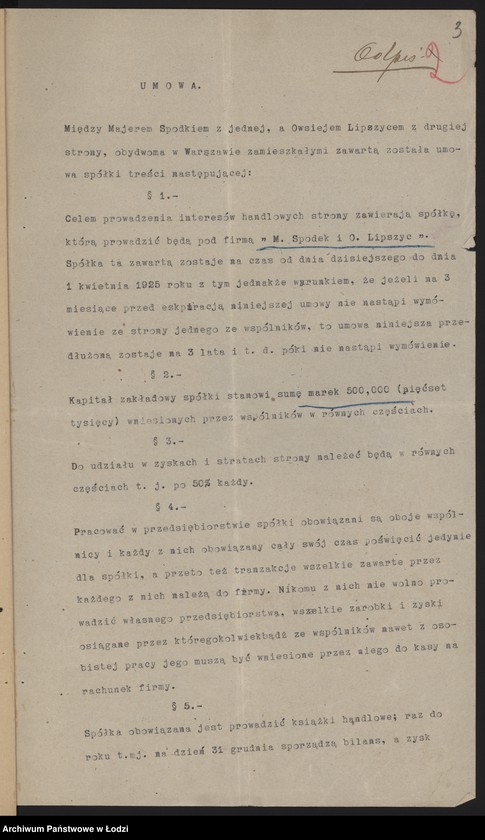 3
Odpis
2
UMOWA.
Między Majerem Spodkiem z jednej, a Owsiejem Lipszycem z drugiej
strony, obydwoma w Warszawie zamieszkałymi zawartą została umo-
wa spółki treści następującej:
§ 1.-
Celem prowadzenia interesów handlowych strony zawierają spółkę,
którą prowadzić będą pod firmą " M. Spodek i O. Lipszyc ".
Spółka ta zawartą zostaje na czas od dnia dzisiejszego do dnia
1 kwietnia 1925 roku z tym jednakże warunkiem, że jeżeli na 3
miesiące przed eskpiracją niniejszej umowy nie nastąpi wymó-
wienie ze strony jednego ze wspólników, to umowa niniejsza prze-
dłużoną zostaje na 3 lata i t. d. póki nie nastąpi wymówienie.
§ 2.-
Kapitał zakładowy spółki stanowi sumę marek 500,000 (pięćset
tysięcy) wniesionych przez wspólników w równych częściach.
§ 3.-
Do udziału w zyskach i stratach strony należeć będą w równych
częściach t. j. po 50% każdy.
§ 4.-
Pracować w przedsiębiorstwie spółki obowiązani są oboje wspól-
nicy i każdy z nich obowiązany cały swój czas poświęcić jedynie
dla spółki, a przeto też tranzakcje wszelkie zawarte przez
każdego z nich należą do firmy. Nikomu z nich nie wolno pro-
wadzić własnego przedsiębiorstwa, wszelkie zarobki i zyski
osiągane przez któregokolwiekbądź ze wspólników nawet z oso-
bistej pracy jego muszą być wniesione przez niego do kasy na
rachunek firmy.
§ 5.-
Spółka obowiązana jest prowadzić książki handlowe; raz do
roku t.mj. na dzień 31 grudnia sporządzą bilans, a zysk
Archiwum Państwowe w Łodzi